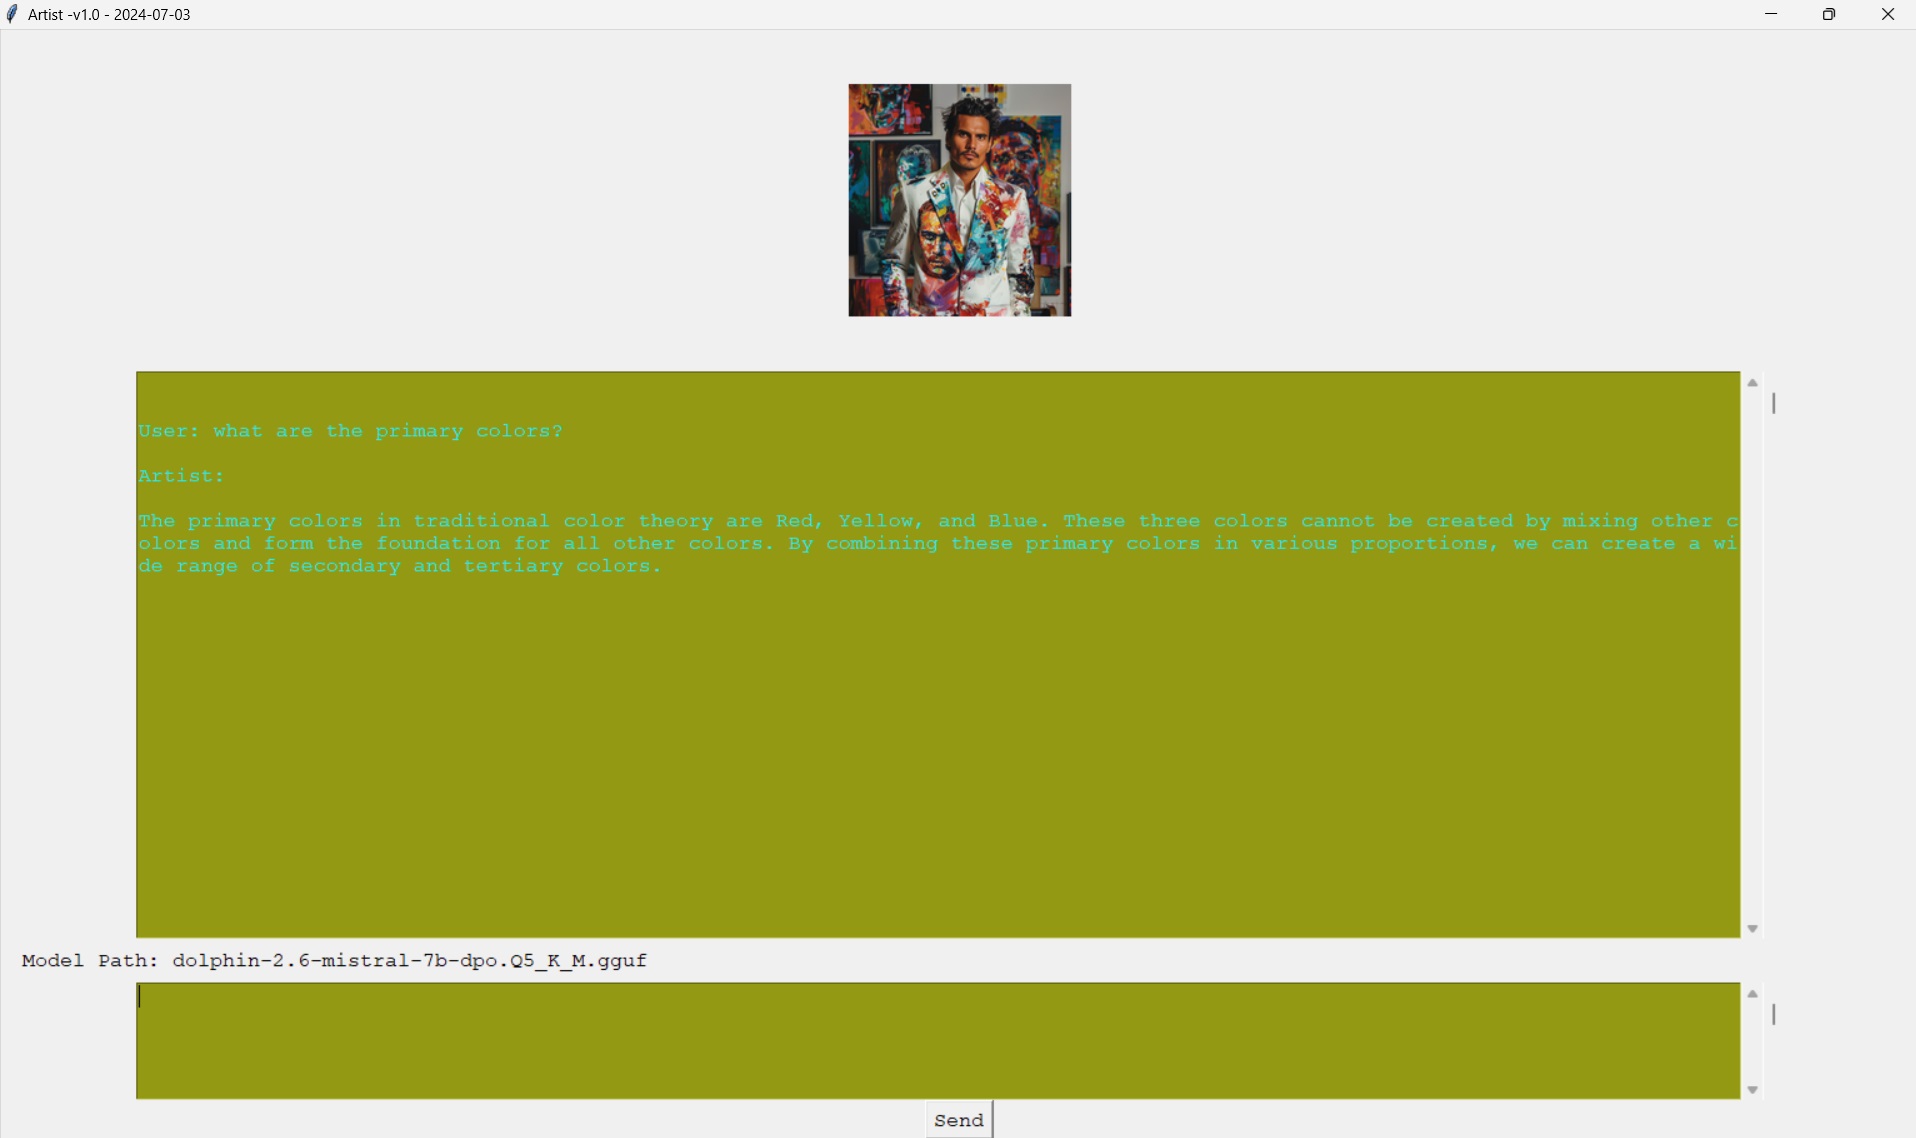 Artist -v1.0 - 2024-07-03
User: what are the primary colors?
Artist:
The primary colors in traditional color theory are Red, Yellow, and Blue. These three colors cannot be created by mixing other c
olors and form the foundation for all other colors. By combining these primary colors in various proportions, we can create a wi
de range of secondary and tertiary colors.
Model Path: dolphin-2.6-mistral-7b-dpo.Q5_K_M.gguf
Send